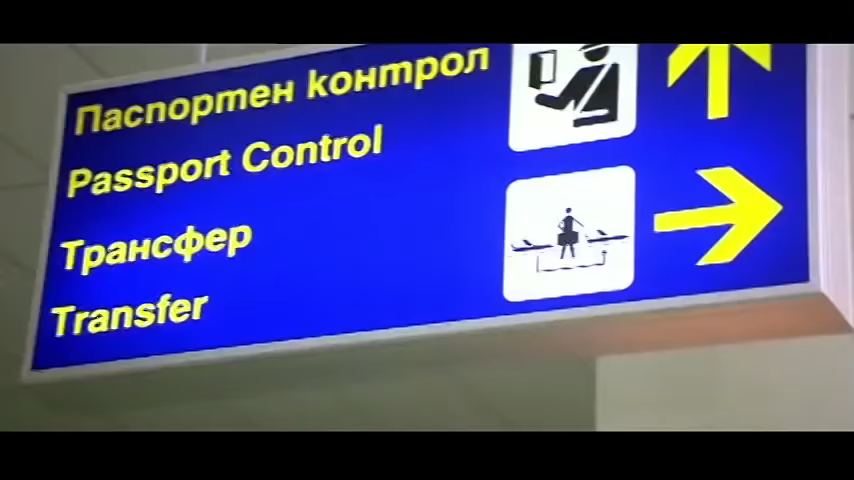 Паспортен контрол
Passport Control
Трансфер
Transfer